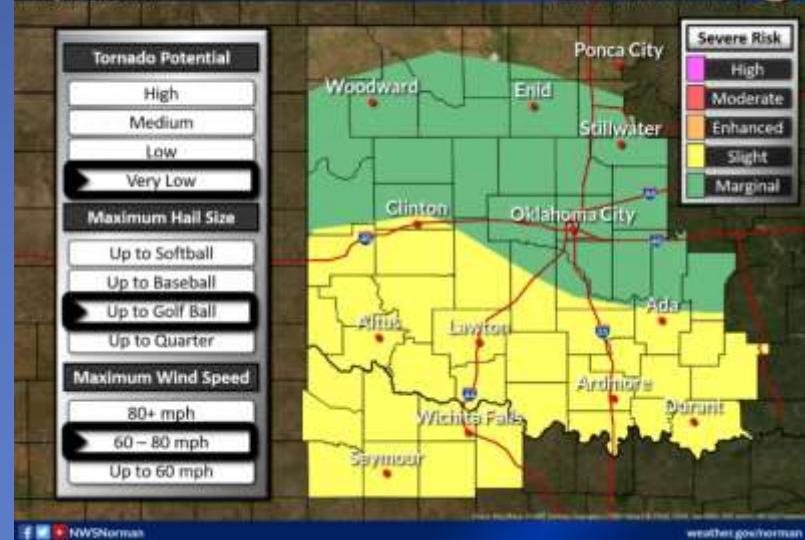 Tornado Potential
High
Medium
Low
Very Low
Maximum Hail Size
Up to Softball
Up to Baseball
Up to Golf Ball
Up to Quarter
Maximum Wind Speed
80+ mph
60 – 80 mph
Up to 60 mph
Ponca City
Woodward
Enid
Stillwater
Clinton
Oklahoma City
Ada
Altus
Lawton
Ardmore
Durant
Wichita Falls
Seymour
Severe Risk
High
Moderate
Enhanced
Slight
Marginal
NWSNorman
weather.gov/norman